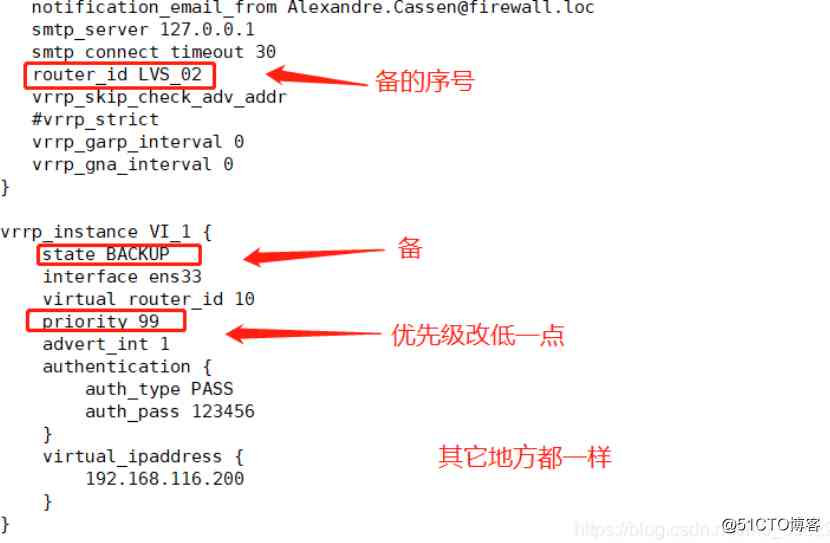 notification_email_from Alexandre.Cassen@firewall.loc
smtp_server 127.0.0.1
smtp_connect_timeout 30
router_id LVS_02
备的序号
vrrp_skip_check_adv_addr
#vrrp_strict
vrrp_garp_interval 0
vrrp_gna_interval 0
}
vrrp_instance VI_1 {
state BACKUP
备
interface ens33
virtual_router_id 10
priority 99
优先级改低一点
advert_int 1
authentication {
auth_type PASS
auth_pass 123456
}
virtual_ipaddress {
其它地方都一样
192.168.116.200
}
}
https://blog.csdn.n
@51CTO博客